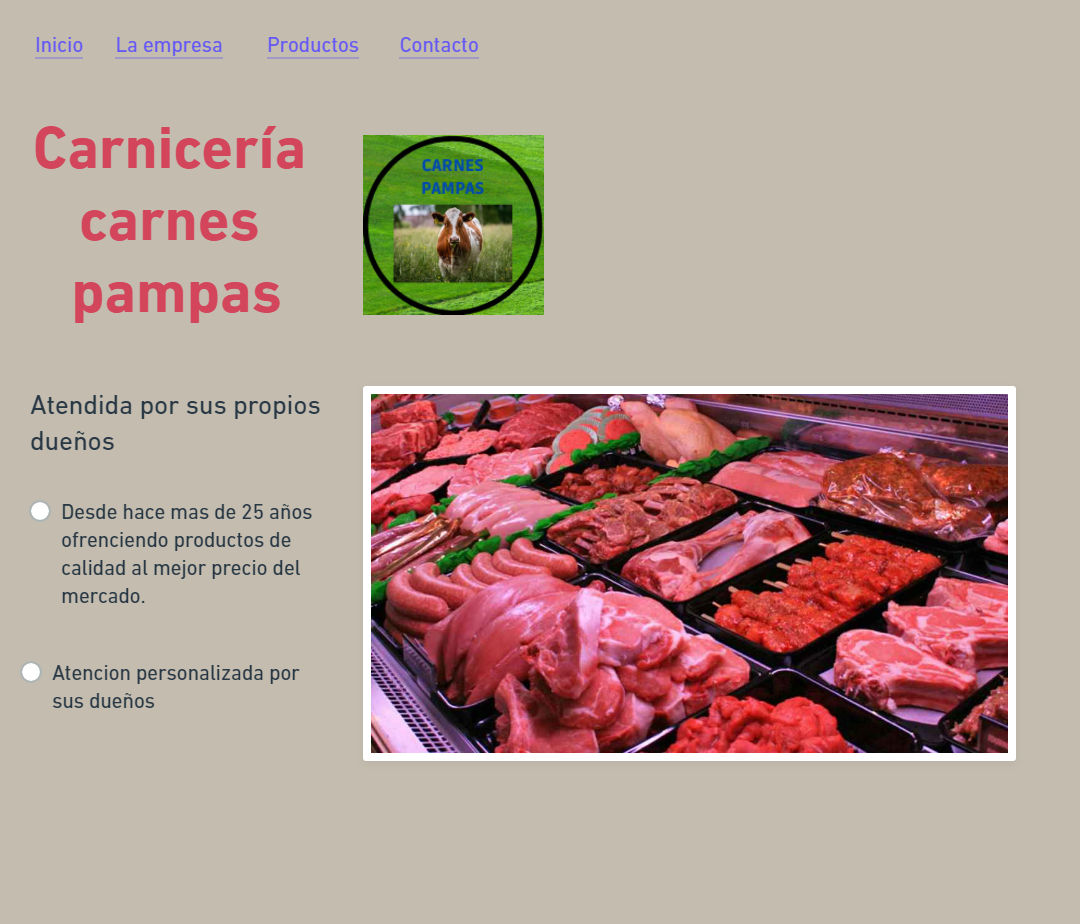 Inicio La empresa Productos Contacto
Carnicería
carnes
pampas
CARNES
PAMPAS
Atendida por sus propios
dueños
Desde hace mas de 25 años
ofrenciendo productos de
calidad al mejor precio del
mercado.
Atencion personalizada por
sus dueños